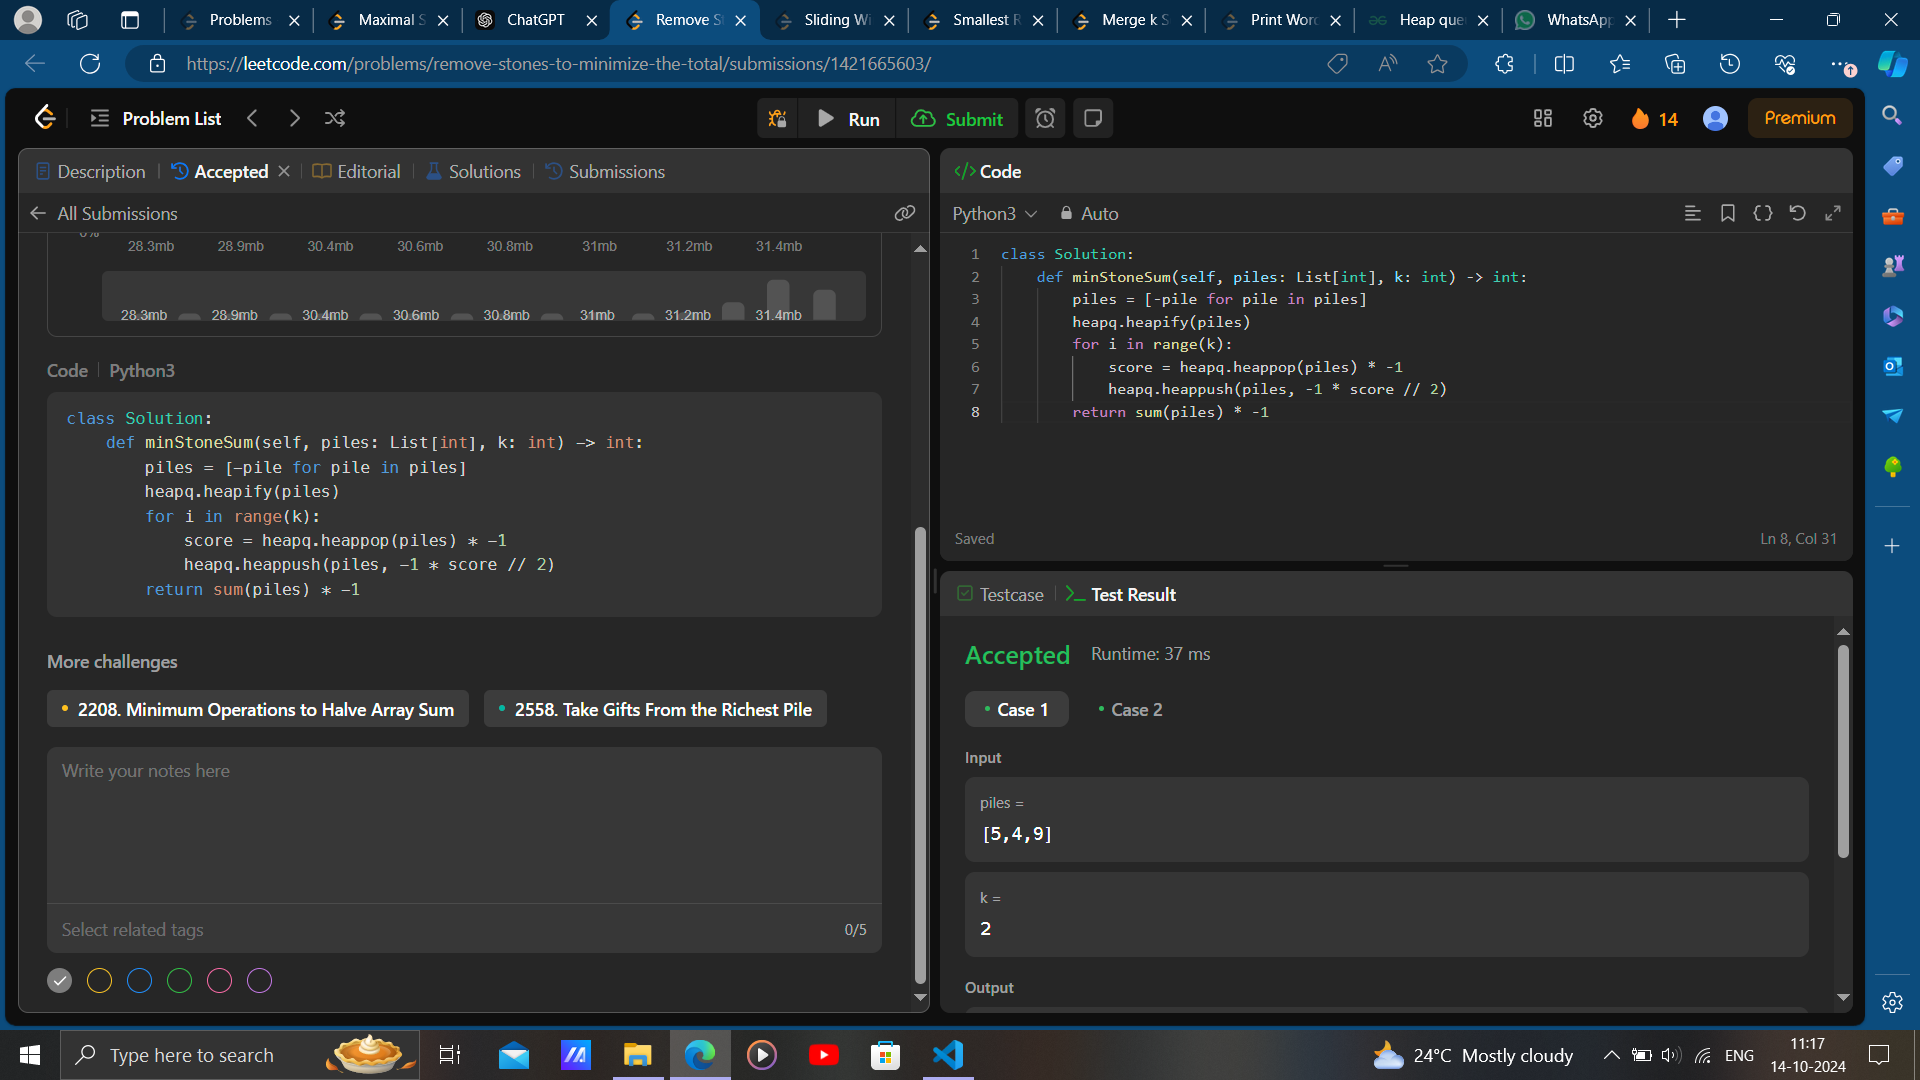 Problems
Maximal S
ChatGPT
Remove S
Sliding Wi
Smallest R
Merge k S
Print Word
Heap que
WhatsApp
https://leetcode.com/problems/remove-stones-to-minimize-the-total/submissions/1421665603/
Problem List
Run
Submit
14
Premium
Description
Accepted
Editorial
Solutions
Submissions
All Submissions
0%
28.3mb 28.9mb 30.4mb 30.6mb 30.8mb 31mb 31.2mb 31.4mb
28.3mb 28.9mb 30.4mb 30.6mb 30.8mb 31mb 31.2mb 31.4mb
Code | Python3
class Solution:
    def minStoneSum(self, piles: List[int], k: int) -> int:
        piles = [-pile for pile in piles]
        heapq.heapify(piles)
        for i in range(k):
            score = heapq.heappop(piles) * -1
            heapq.heappush(piles, -1 * score // 2)
        return sum(piles) * -1
More challenges
2208. Minimum Operations to Halve Array Sum
2558. Take Gifts From the Richest Pile
Write your notes here
Select related tags
0/5
</> Code
Python3
Auto
1 class Solution:
2     def minStoneSum(self, piles: List[int], k: int) -> int:
3         piles = [-pile for pile in piles]
4         heapq.heapify(piles)
5         for i in range(k):
6             score = heapq.heappop(piles) * -1
7             heapq.heappush(piles, -1 * score // 2)
8         return sum(piles) * -1
Saved
Ln 8, Col 31
Testcase
Test Result
Accepted
Runtime: 37 ms
Case 1
Case 2
Input
piles =
[5,4,9]
k =
2
Output
Type here to search
24°C Mostly cloudy
ENG
11:17
14-10-2024